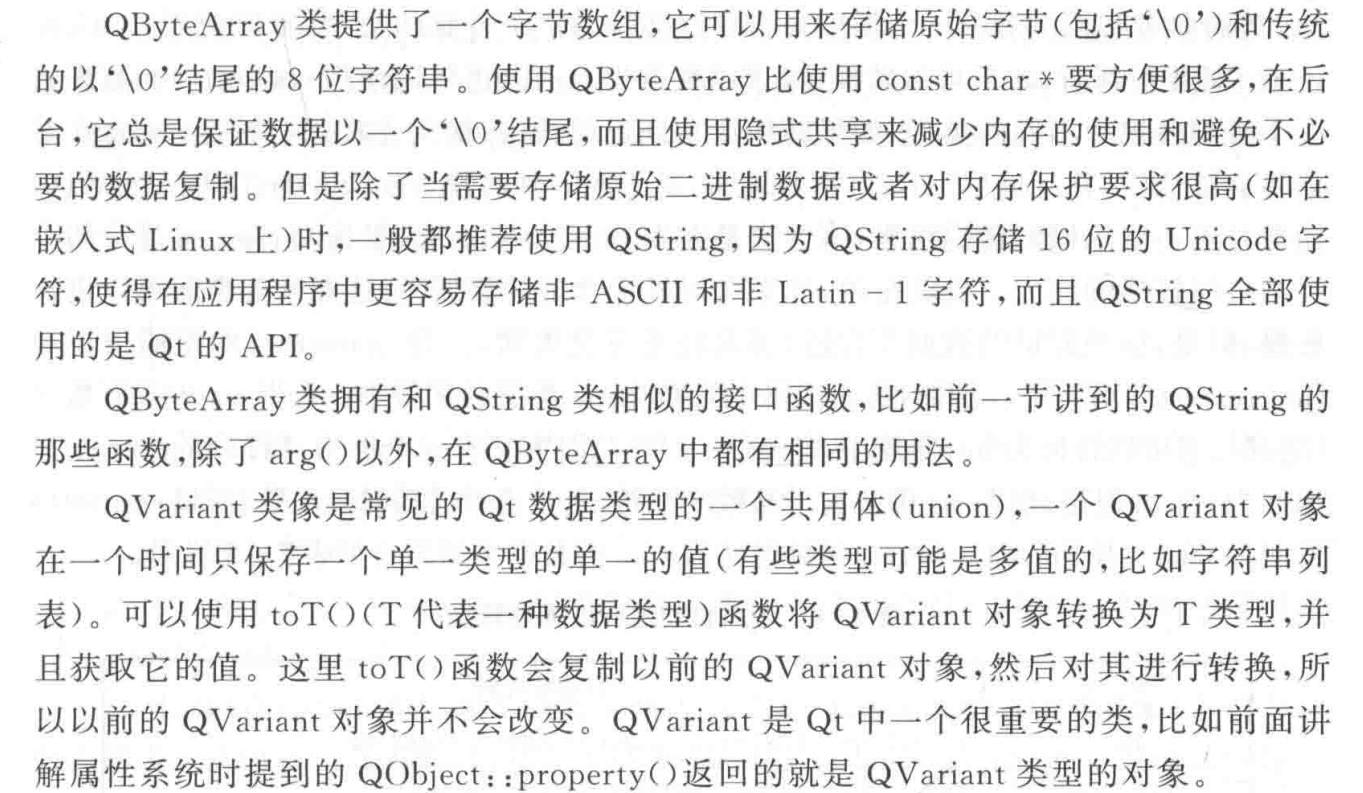 QByteArray 类提供了一个字节数组,它可以用来存储原始字节(包括‘\0’)和传统
的以‘\0’结尾的 8 位字符串。使用 QByteArray 比使用 const char * 要方便很多,在后
台,它总是保证数据以一个‘\0’结尾,而且使用隐式共享来减少内存的使用和避免不必
要的数据复制。但是除了当需要存储原始二进制数据或者对内存保护要求很高(如在
嵌入式 Linux 上)时,一般都推荐使用 QString,因为 QString 存储 16 位的 Unicode 字
符,使得在应用程序中更容易存储非 ASCII 和非 Latin-1 字符,而且 QString 全部使
用的是 Qt 的 API。
QByteArray 类拥有和 QString 类相似的接口函数,比如前一节讲到的 QString 的
那些函数,除了 arg()以外,在 QByteArray 中都有相同的用法。
QVariant 类像是常见的 Qt 数据类型的一个共用体(union),一个 QVariant 对象
在一个时间只保存一个单一类型的单一的值(有些类型可能是多值的,比如字符串列
表)。可以使用 toT()(T 代表一种数据类型)函数将 QVariant 对象转换为 T 类型,并
且获取它的值。这里 toT()函数会复制以前的 QVariant 对象,然后对其进行转换,所
以以前的 QVariant 对象并不会改变。QVariant 是 Qt 中一个很重要的类,比如前面讲
解属性系统时提到的 QObject::property()返回的就是 QVariant 类型的对象。